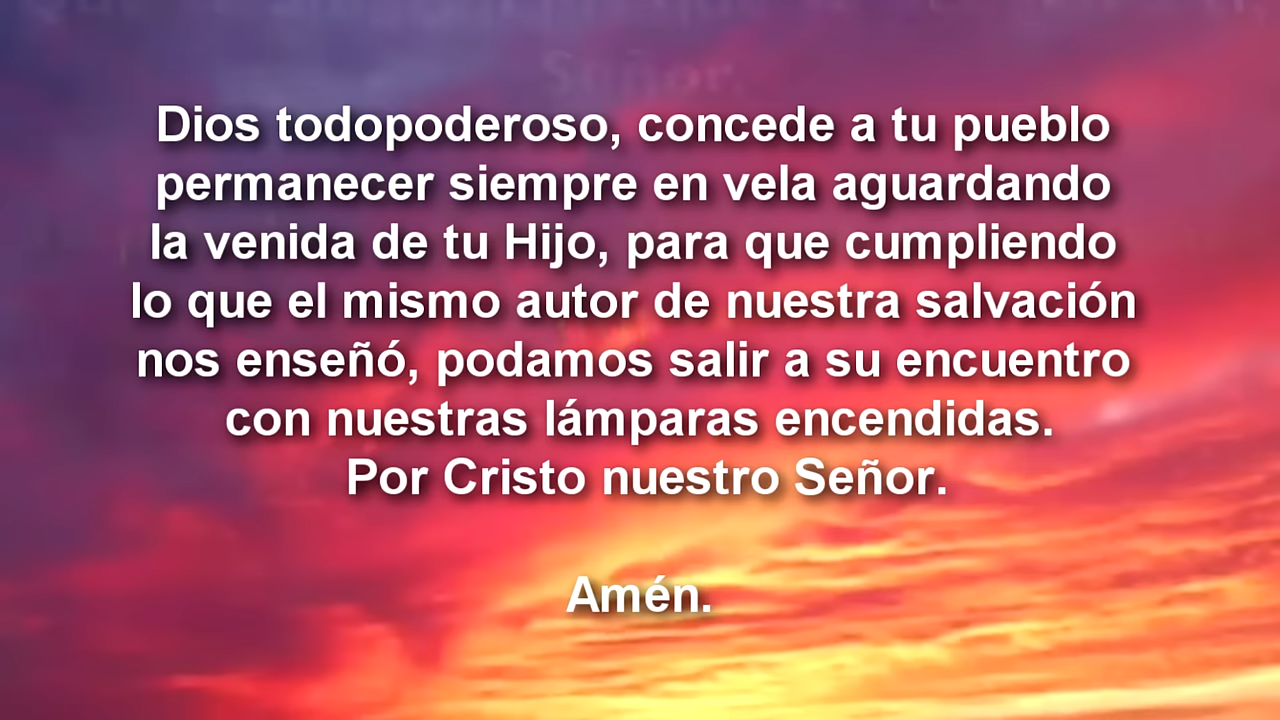 Señor.
Dios todopoderoso, concede a tu pueblo
permanecer siempre en vela aguardando
la venida de tu Hijo, para que cumpliendo
lo que el mismo autor de nuestra salvación
nos enseñó, podamos salir a su encuentro
con nuestras lámparas encendidas.
Por Cristo nuestro Señor.
Amén.